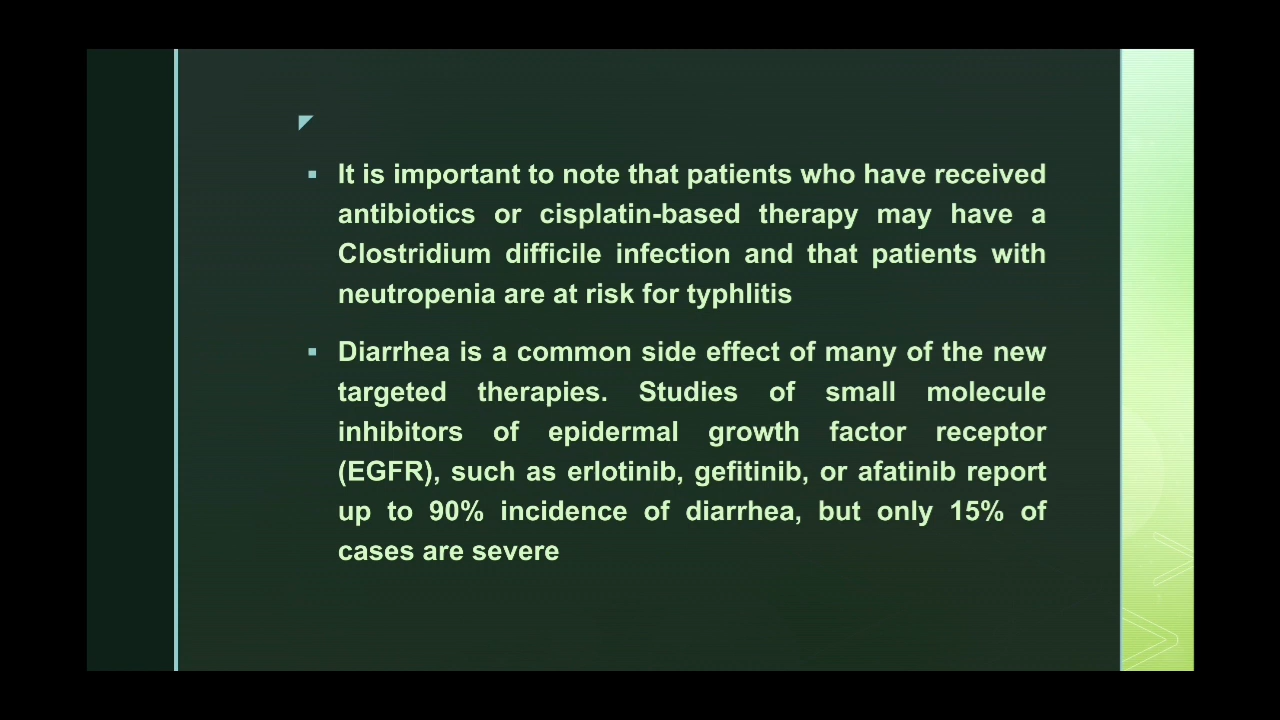 It is important to note that patients who have received
antibiotics or cisplatin-based therapy may have a
Clostridium difficile infection and that patients with
neutropenia are at risk for typhlitis
Diarrhea is a common side effect of many of the new
targeted therapies. Studies of small molecule
inhibitors of epidermal growth factor receptor
(EGFR), such as erlotinib, gefitinib, or afatinib report
up to 90% incidence of diarrhea, but only 15% of
cases are severe